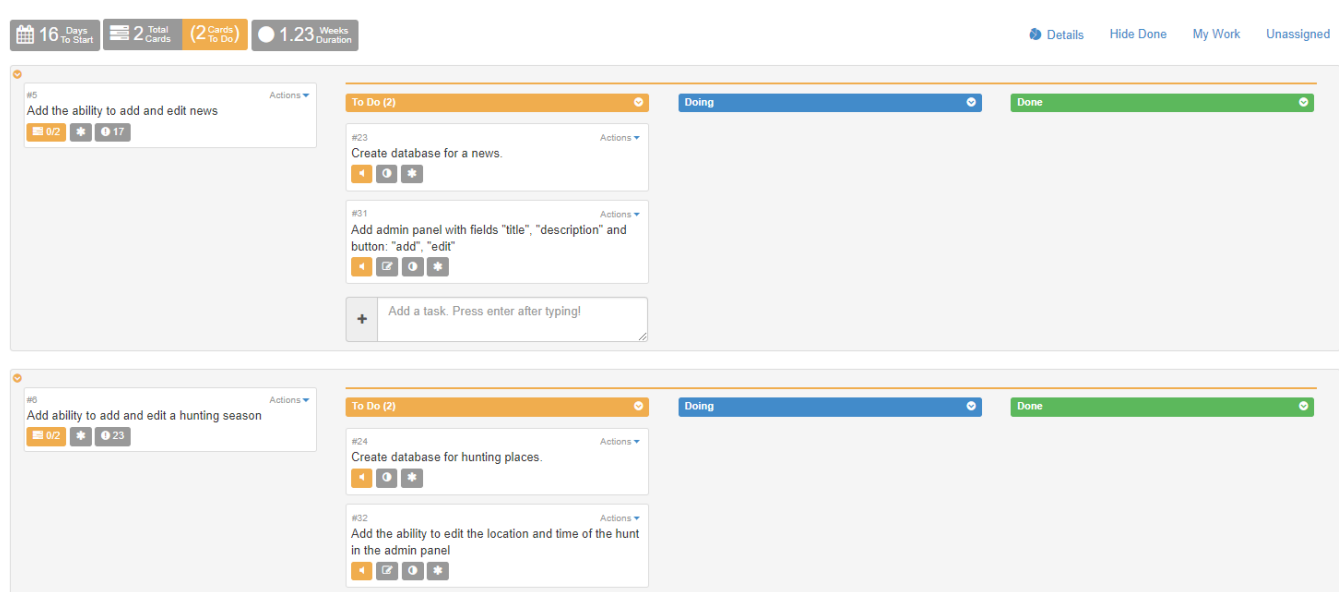 16 Days To Start 2 Total Cards (2 Cards To Do) 1.23 Weeks Duration Details Hide Done My Work Unassigned
#5 Actions
Add the ability to add and edit news
0/2 17
To Do (2) Doing Done
#23 Actions
Create database for a news.
#31 Actions
Add admin panel with fields "title", "description" and
button: "add", "edit"
+ Add a task. Press enter after typing!
#6 Actions
Add ability to add and edit a hunting season
0/2 23
To Do (2) Doing Done
#24 Actions
Create database for hunting places.
#32 Actions
Add the ability to edit the location and time of the hunt
in the admin panel